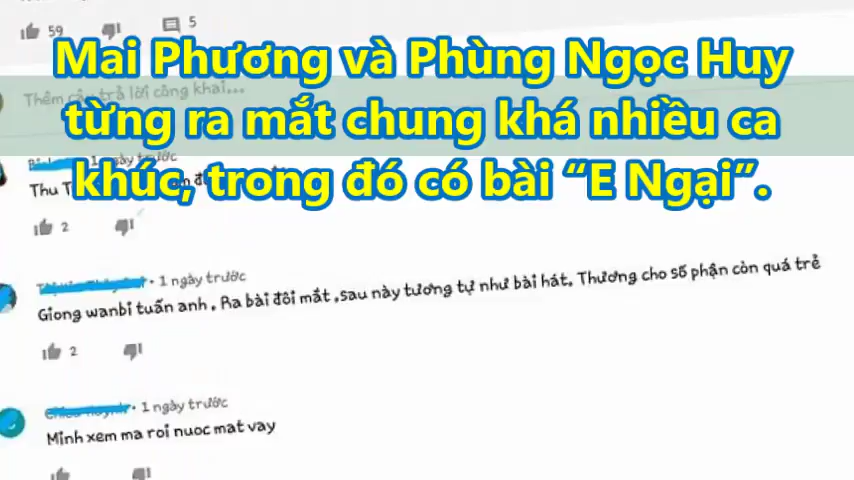 59
5
Mai Phương và Phùng Ngọc Huy
Thêm câu trả lời công khai...
từng ra mắt chung khá nhiều ca
1 ngày trước
khúc, trong đó có bài “E Ngại”.
Thu
2
• 1 ngày trước
Giong wanbi tuấn anh . Ra bài đôi mắt ,sau này tương tự như bài hát. Thương cho số phận còn quá trẻ
2
• 1 ngày trước
Minh xem ma roi nuoc mat vay